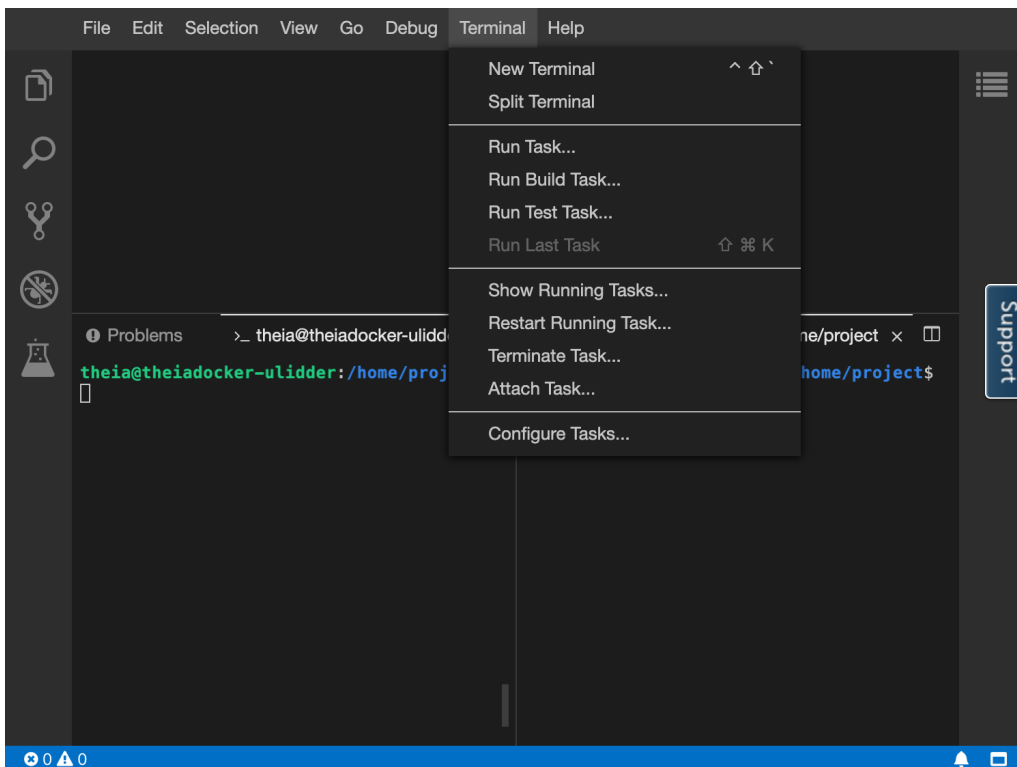 File Edit Selection View Go Debug Terminal Help
New Terminal ^ ⇧ `
Split Terminal
Run Task...
Run Build Task...
Run Test Task...
Run Last Task ⇧ ⌘ K
Show Running Tasks...
Restart Running Task...
Terminate Task...
Attach Task...
Configure Tasks...
Problems
>_ theia@theiadocker-ulidd
me/project ×
theia@theiadocker-ulidder:/home/proj
home/project$
Support
0 0